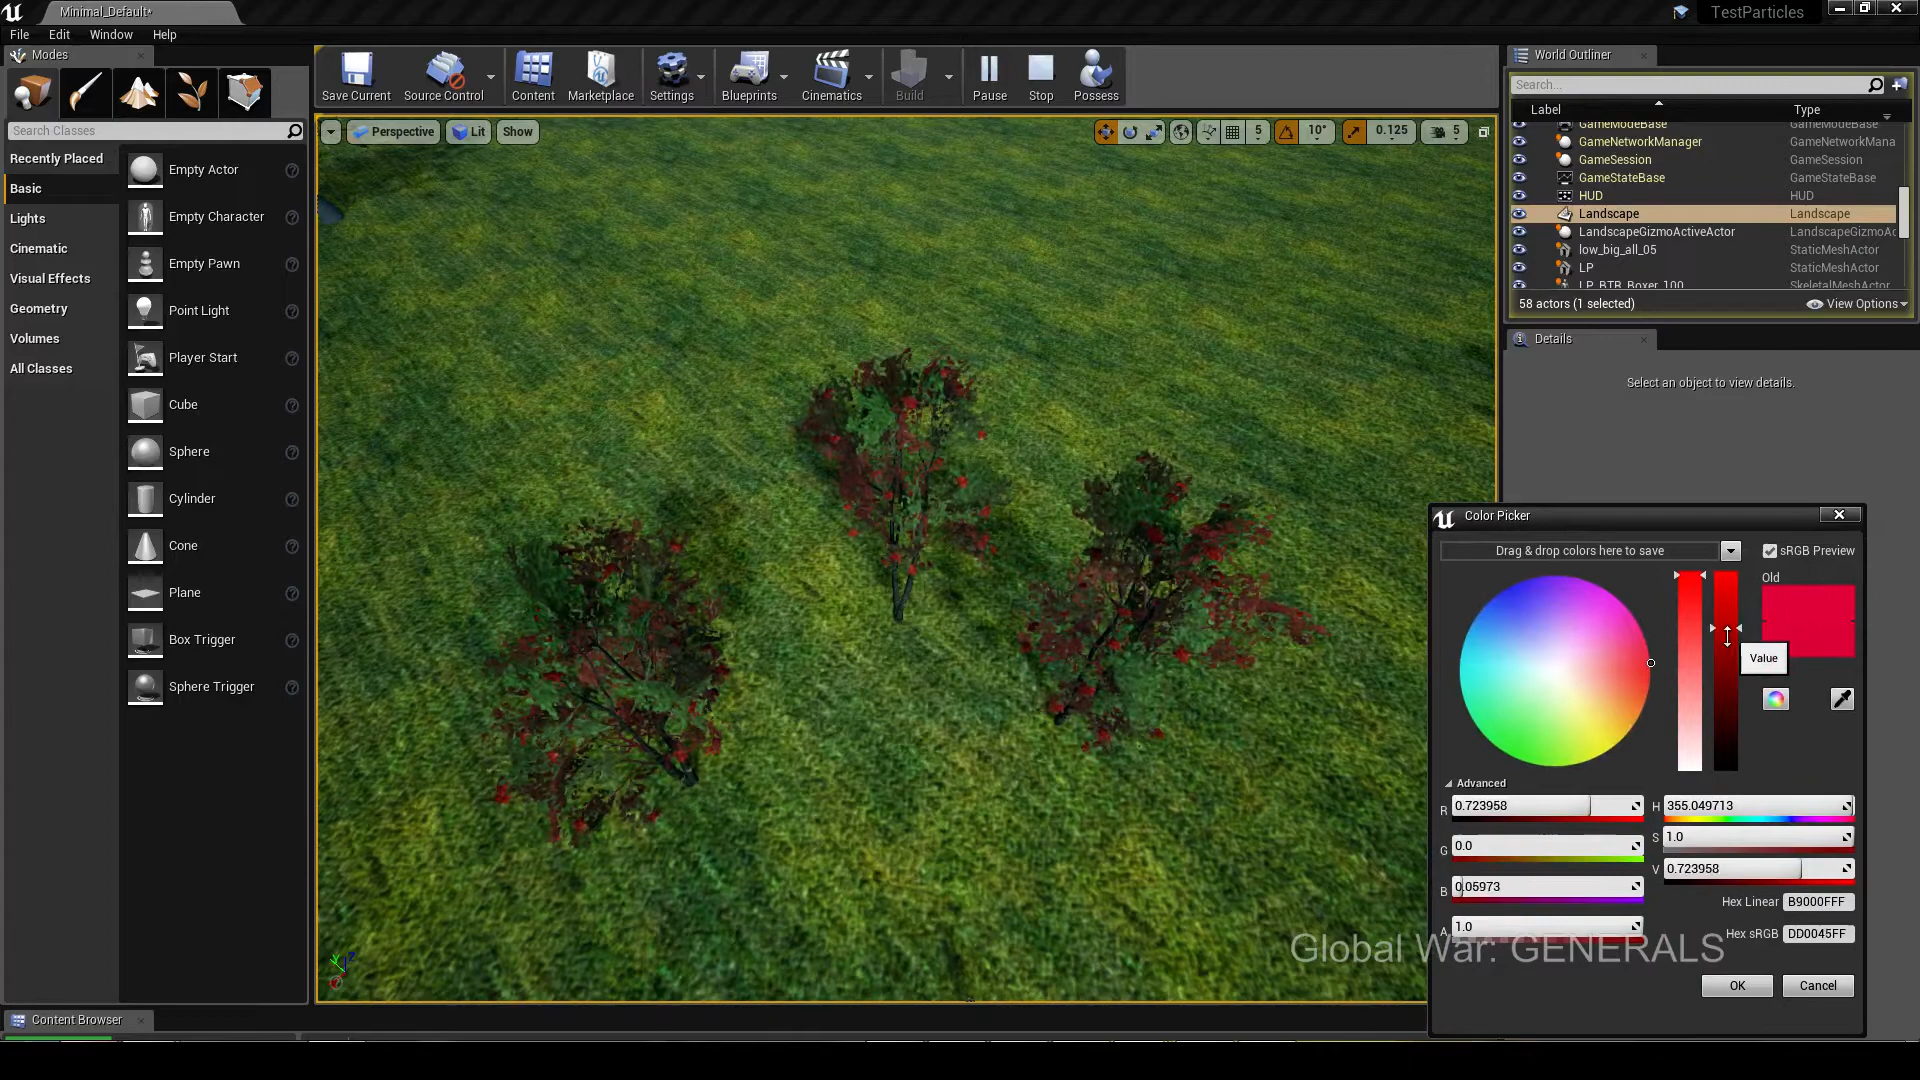 Minimal_Default*
TestParticles
File Edit Window Help
Modes
Save Current
Source Control
Content
Marketplace
Settings
Blueprints
Cinematics
Build
Pause
Stop
Possess
Search Classes
Recently Placed
Basic
Lights
Cinematic
Visual Effects
Geometry
Volumes
All Classes
Empty Actor
Empty Character
Empty Pawn
Point Light
Player Start
Cube
Sphere
Cylinder
Cone
Plane
Box Trigger
Sphere Trigger
Perspective
Lit
Show
5
10°
0.125
5
World Outliner
Search...
Label Type
GameModeBase GameModeBase
GameNetworkManager GameNetworkMana
GameSession GameSession
GameStateBase GameStateBase
HUD HUD
Landscape Landscape
LandscapeGizmoActiveActor LandscapeGizmoAc
low_big_all_05 StaticMeshActor
LP StaticMeshActor
LP_BTR_Boxer_100 SkeletalMeshActor
58 actors (1 selected)
View Options
Details
Select an object to view details.
Color Picker
Drag & drop colors here to save
sRGB Preview
Old
Value
Advanced
R 0.723958
G 0.0
B 0.05973
A 1.0
H 355.049713
S 1.0
V 0.723958
Hex Linear B9000FFF
Hex sRGB DD0045FF
Global War: GENERALS
OK
Cancel
Content Browser